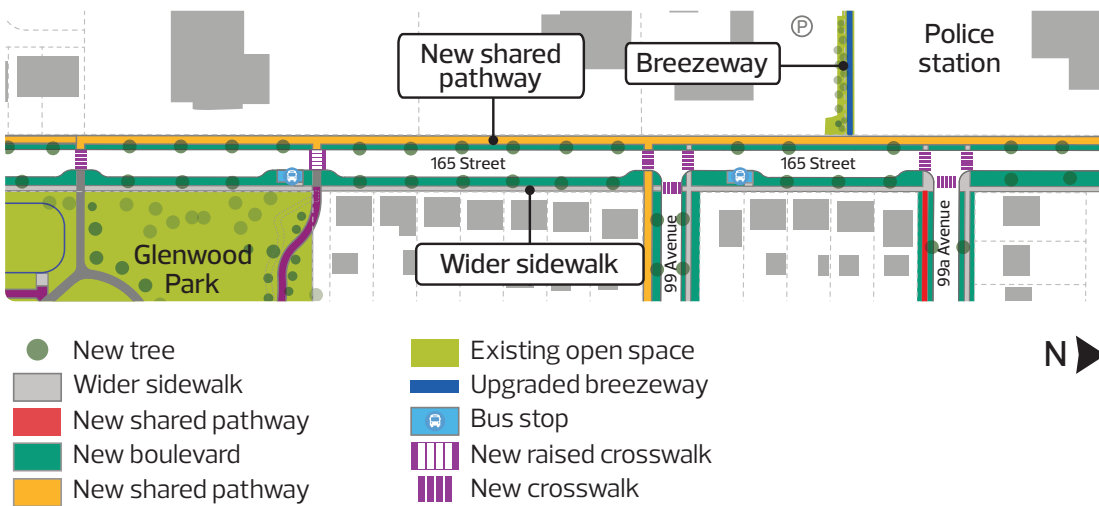 P
Police
station
New shared
pathway
Breezeway
165 Street
165 Street
Glenwood
Park
Wider sidewalk
99 Avenue
99a Avenue
New tree
Wider sidewalk
New shared pathway
New boulevard
New shared pathway
Existing open space
Upgraded breezeway
Bus stop
New raised crosswalk
New crosswalk
N